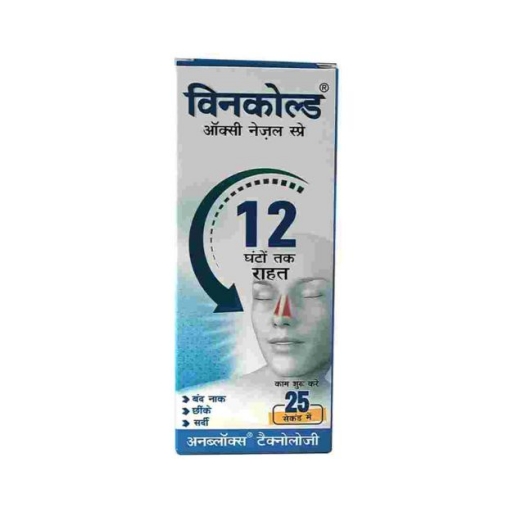 विनकोल्ड®
ऑक्सी नेज़ल स्प्रे
12
घंटों तक
राहत
काम शुरू करे
25
सेकंड में
बंद नाक
छींके
सर्दी
अनब्लॉक्स® टैक्नोलोजी